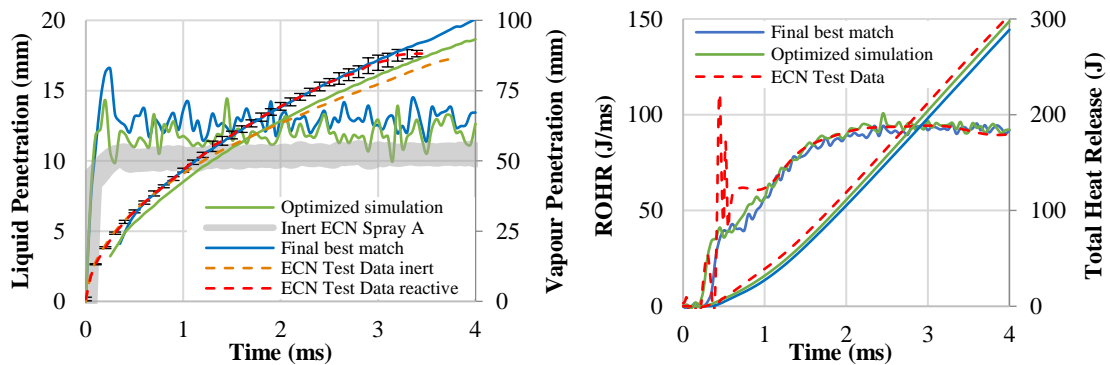 Liquid Penetration (mm)
20
15
10
5
0
0
1
2
3
4
Time (ms)
100
75
50
25
0
Vapour Penetration (mm)
Optimized simulation
Inert ECN Spray A
Final best match
ECN Test Data inert
ECN Test Data reactive
ROHR (J/ms)
150
100
50
0
0
1
2
3
4
Time (ms)
300
200
100
0
Total Heat Release (J)
Final best match
Optimized simulation
ECN Test Data